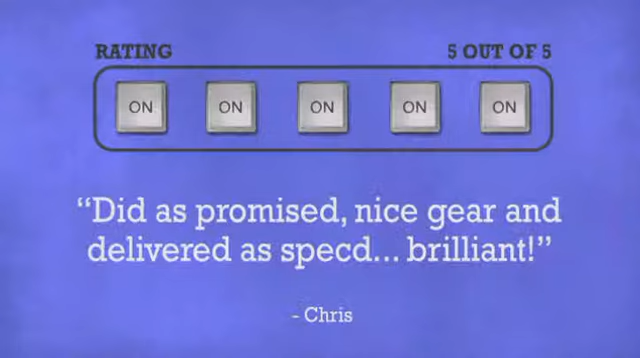 RATING 5 OUT OF 5
ON ON ON ON ON
“Did as promised, nice gear and
delivered as specd... brilliant!”
- Chris